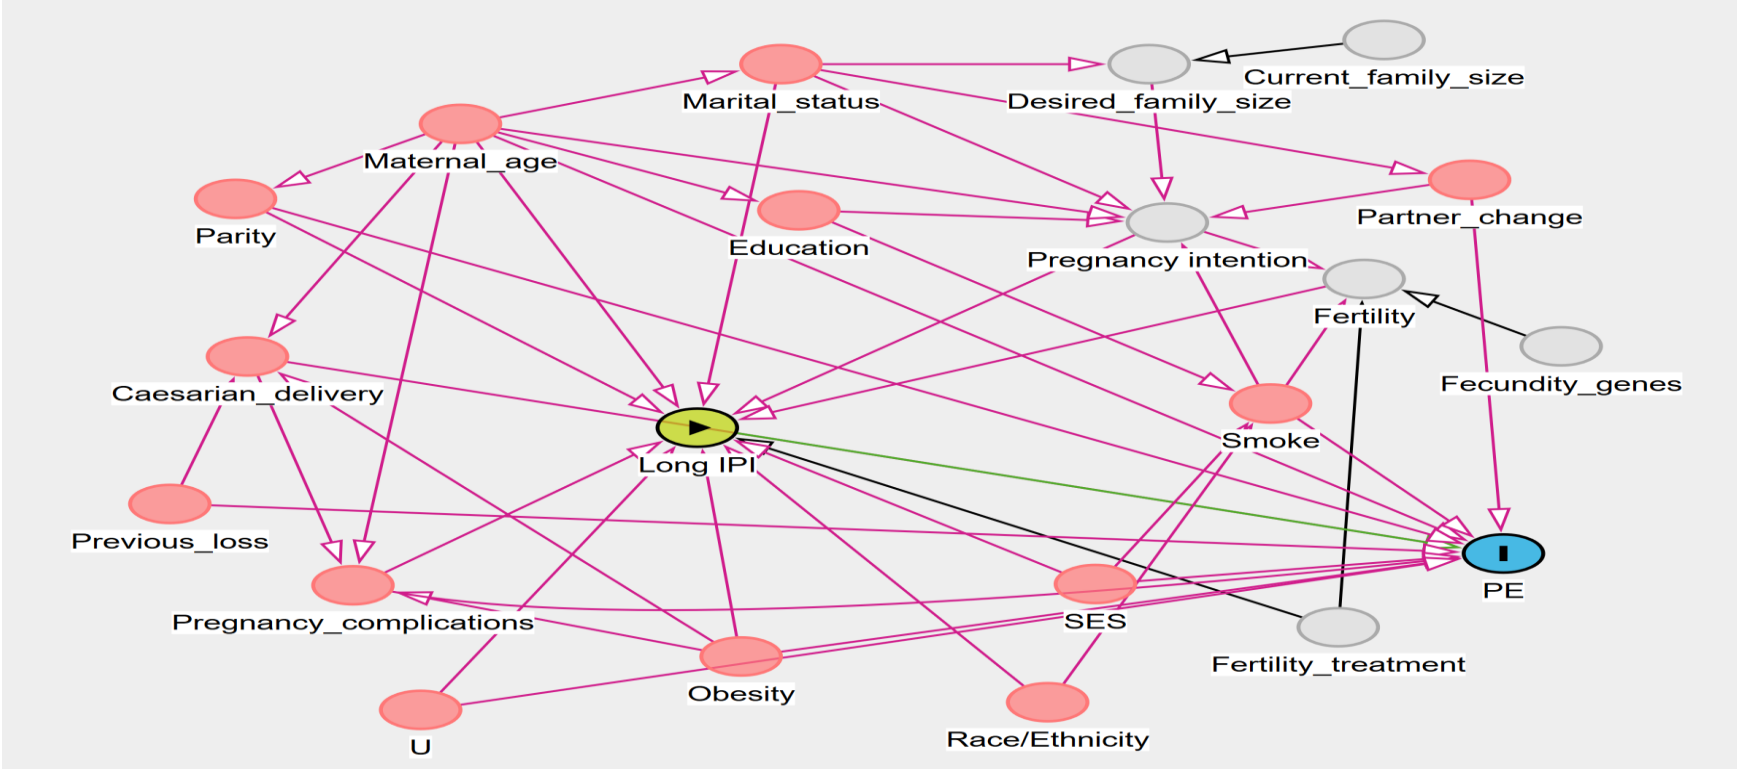 Current_family_size
Marital_status
Desired_family_size
Maternal_age
Partner_change
Parity
Education
Pregnancy intention
Fertility
Fecundity_genes
Caesarian_delivery
Smoke
Long IPI
Previous_loss
PE
Pregnancy_complications
SES
Fertility_treatment
Obesity
Race/Ethnicity
U